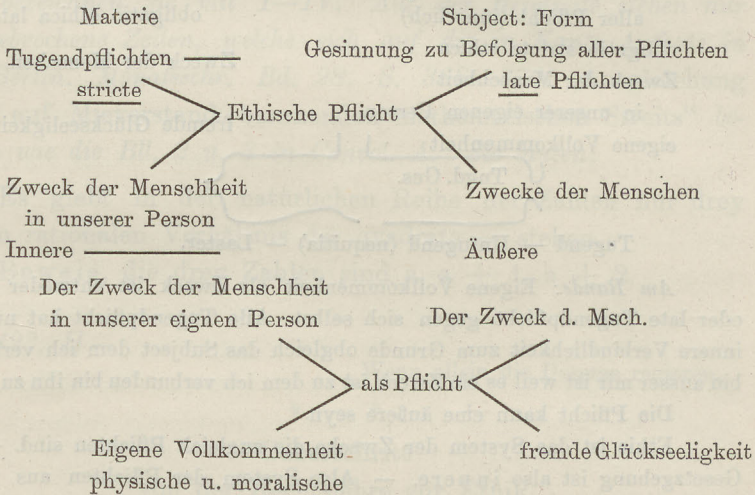 Materie Subject: Form
Tugendpflichten Gesinnung zu Befolgung aller Pflichten
stricte late Pflichten
Ethische Pflicht
Zweck der Menschheit Zwecke der Menschen
in unserer Person
Innere Äußere
Der Zweck der Menschheit Der Zweck d. Msch.
in unserer eignen Person
als Pflicht
Eigene Vollkommenheit fremde Glückseeligkeit
physische u. moralische